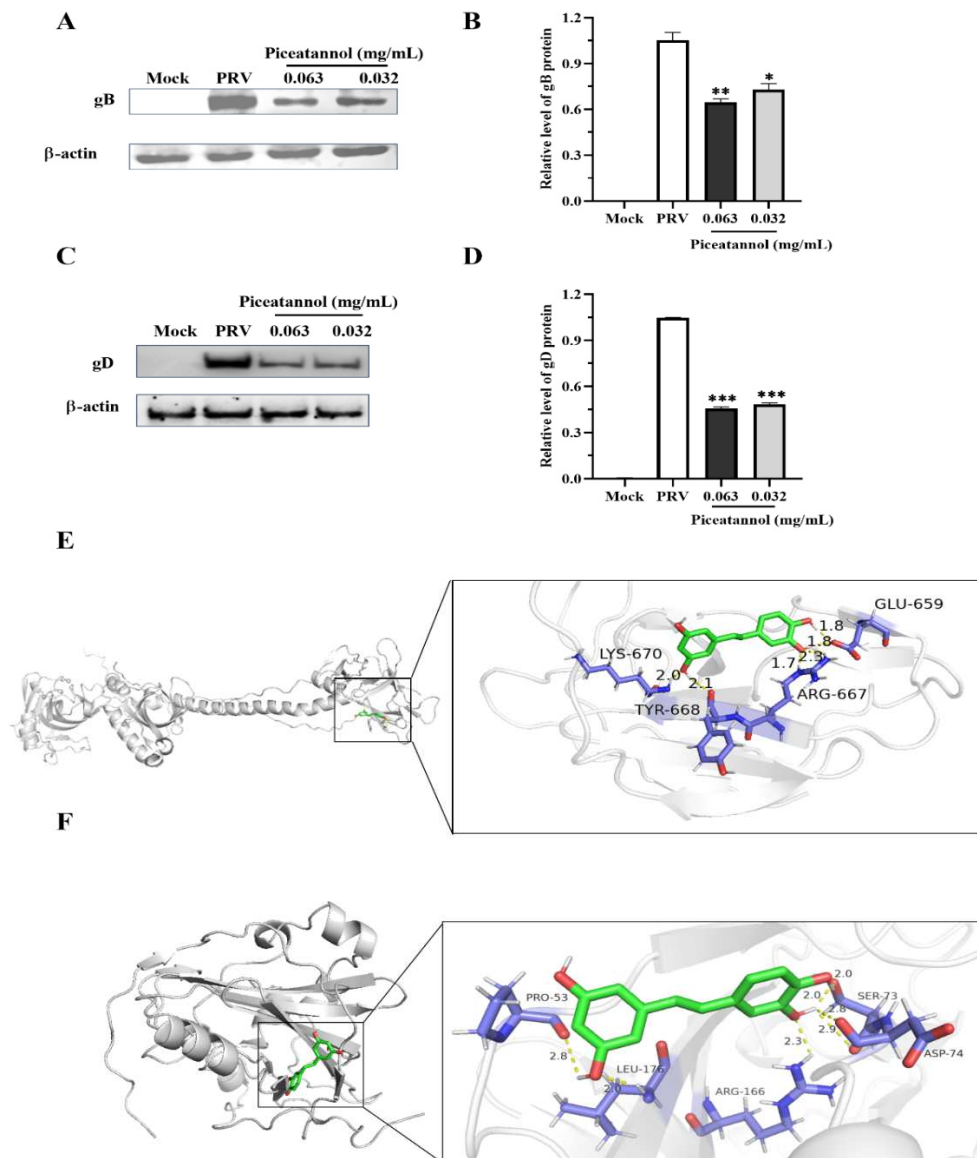 A
Piceatannol (mg/mL)
Mock PRV 0.063 0.032
gB
β-actin
B
Relative level of gB protein
1.2
0.9
0.6
0.3
0.0
**
*
Mock PRV 0.063 0.032
Piceatannol (mg/mL)
C
Piceatannol (mg/mL)
Mock PRV 0.063 0.032
gD
β-actin
D
Relative level of gD protein
1.2
0.9
0.6
0.3
0.0
*** ***
Mock PRV 0.063 0.032
Piceatannol (mg/mL)
E
GLU-659
1.8
1.8
2.3
1.7
LYS-670
2.0
2.1
ARG-667
TYR-668
F
PRO-53
2.0
2.0
SER-73
2.8
2.9
2.3
ASP-74
2.8
LEU-176
2.0
ARG-166